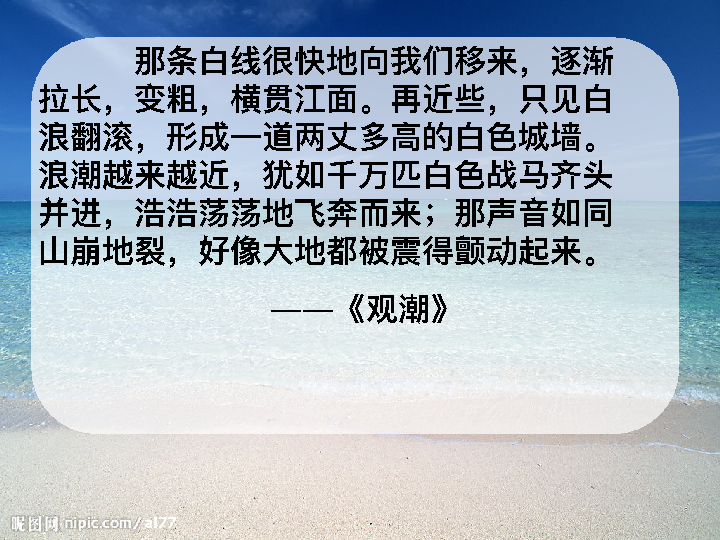 那条白线很快地向我们移来，逐渐
拉长，变粗，横贯江面。再近些，只见白
浪翻滚，形成一道两丈多高的白色城墙。
浪潮越来越近，犹如千万匹白色战马齐头
并进，浩浩荡荡地飞奔而来；那声音如同
山崩地裂，好像大地都被震得颤动起来。
——《观潮》
昵图网 nipic.com/al77